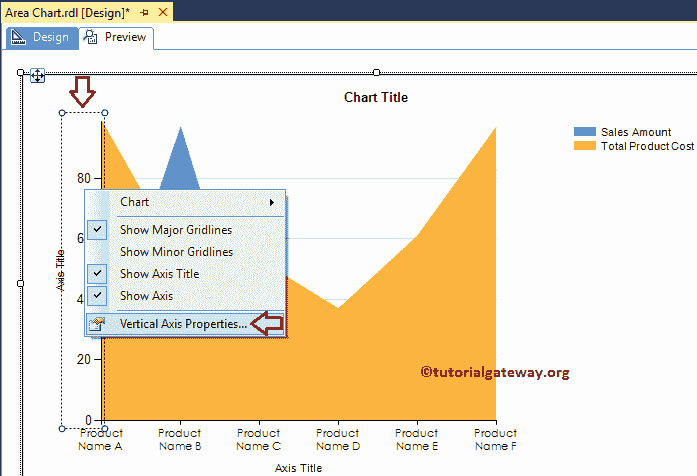 Area Chart.rdl [Design]*
Design
Preview
Chart Title
Sales Amount
Total Product Cost
80
6
4
20
0
Axis Title
Chart
Show Major Gridlines
Show Minor Gridlines
Show Axis Title
Show Axis
Vertical Axis Properties...
©tutorialgateway.org
Product
Name A
Product
Name B
Product
Name C
Product
Name D
Product
Name E
Product
Name F
Axis Title